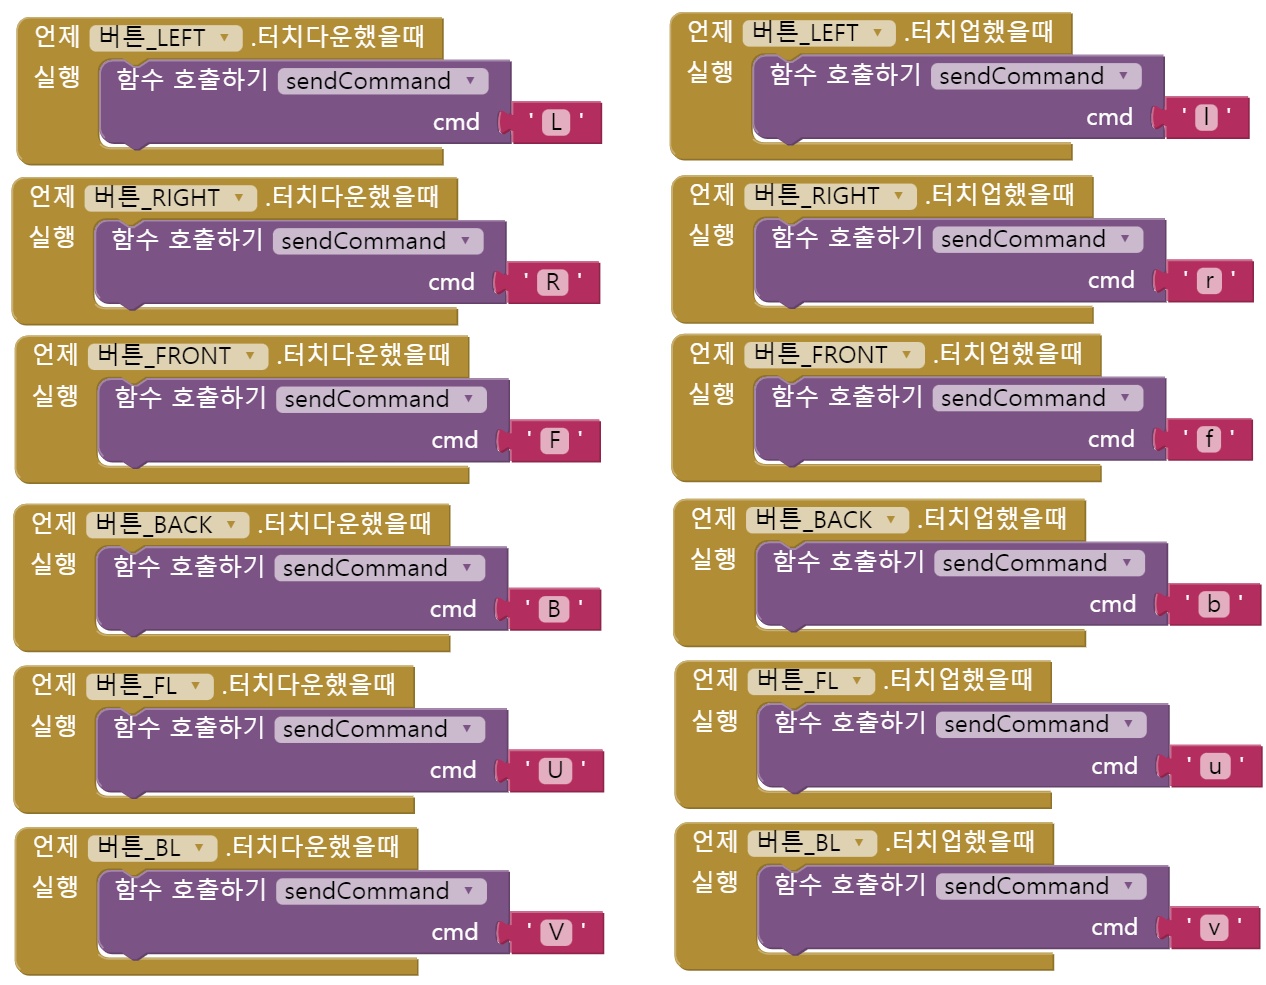 언제 버튼_LEFT .터치다운했을때
실행 함수 호출하기 sendCommand
cmd ' L '
언제 버튼_LEFT .터치업했을때
실행 함수 호출하기 sendCommand
cmd ' l '
언제 버튼_RIGHT .터치다운했을때
실행 함수 호출하기 sendCommand
cmd ' R '
언제 버튼_RIGHT .터치업했을때
실행 함수 호출하기 sendCommand
cmd ' r '
언제 버튼_FRONT .터치다운했을때
실행 함수 호출하기 sendCommand
cmd ' F '
언제 버튼_FRONT .터치업했을때
실행 함수 호출하기 sendCommand
cmd ' f '
언제 버튼_BACK .터치다운했을때
실행 함수 호출하기 sendCommand
cmd ' B '
언제 버튼_BACK .터치업했을때
실행 함수 호출하기 sendCommand
cmd ' b '
언제 버튼_FL .터치다운했을때
실행 함수 호출하기 sendCommand
cmd ' U '
언제 버튼_FL .터치업했을때
실행 함수 호출하기 sendCommand
cmd ' u '
언제 버튼_BL .터치다운했을때
실행 함수 호출하기 sendCommand
cmd ' V '
언제 버튼_BL .터치업했을때
실행 함수 호출하기 sendCommand
cmd ' v '